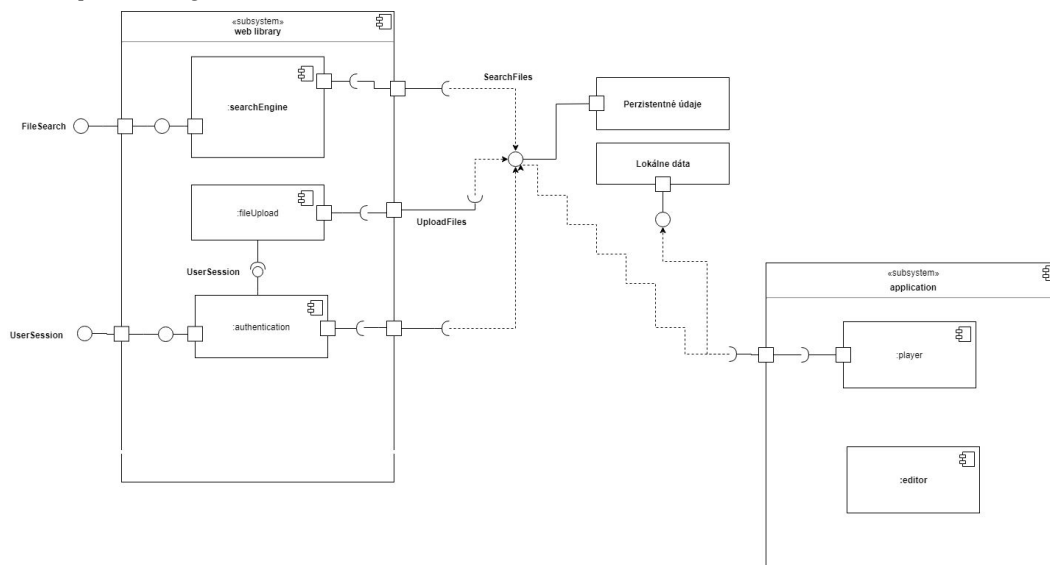 «subsystem»
web library
:searchEngine
FileSearch
SearchFiles
Perzistentné údaje
Lokálne dáta
:fileUpload
UploadFiles
UserSession
:authentication
UserSession
«subsystem»
application
:player
:editor